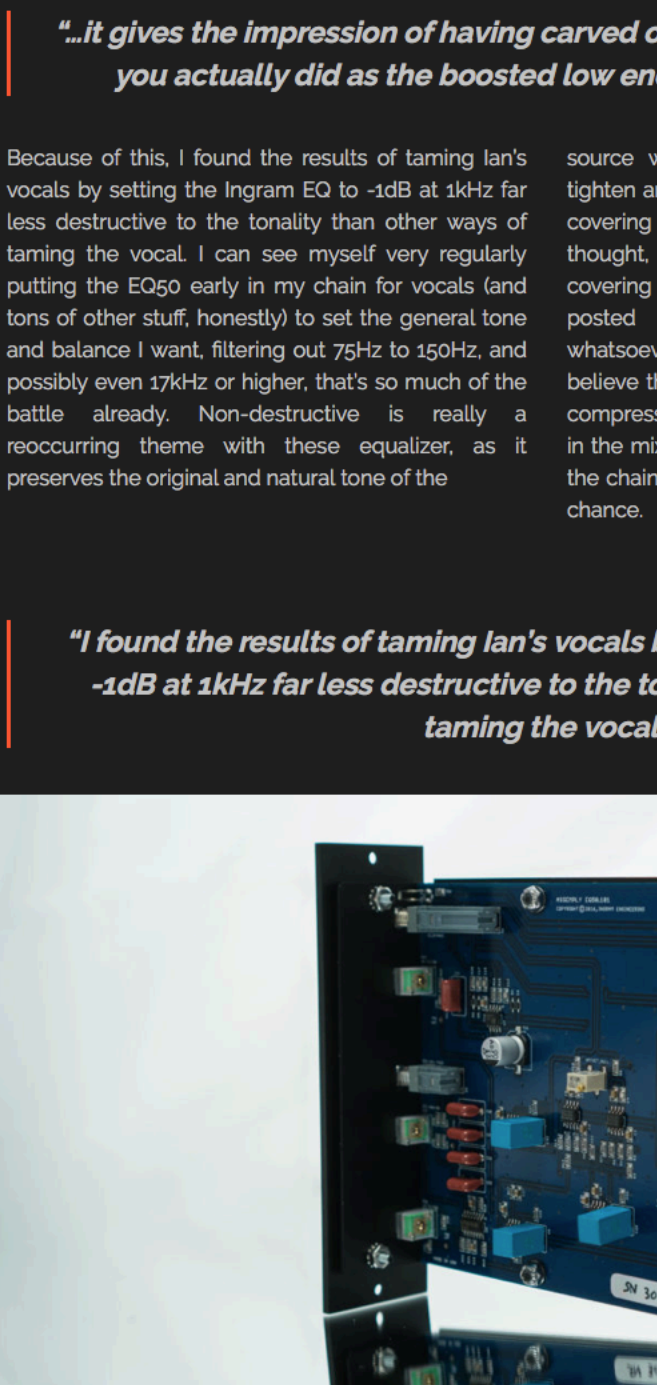 “...it gives the impression of having carved o
you actually did as the boosted low en
Because of this, I found the results of taming Ian’s
vocals by setting the Ingram EQ to -1dB at 1kHz far
less destructive to the tonality than other ways of
taming the vocal. I can see myself very regularly
putting the EQ50 early in my chain for vocals (and
tons of other stuff, honestly) to set the general tone
and balance I want, filtering out 75Hz to 150Hz, and
possibly even 17kHz or higher, that’s so much of the
battle already. Non-destructive is really a
reoccurring theme with these equalizer, as it
preserves the original and natural tone of the
source w
tighten a
covering
thought,
covering
posted
whatsoev
believe th
compress
in the mix
the chain
chance.
“I found the results of taming Ian’s vocals b
-1dB at 1kHz far less destructive to the to
taming the vocal
SN 30